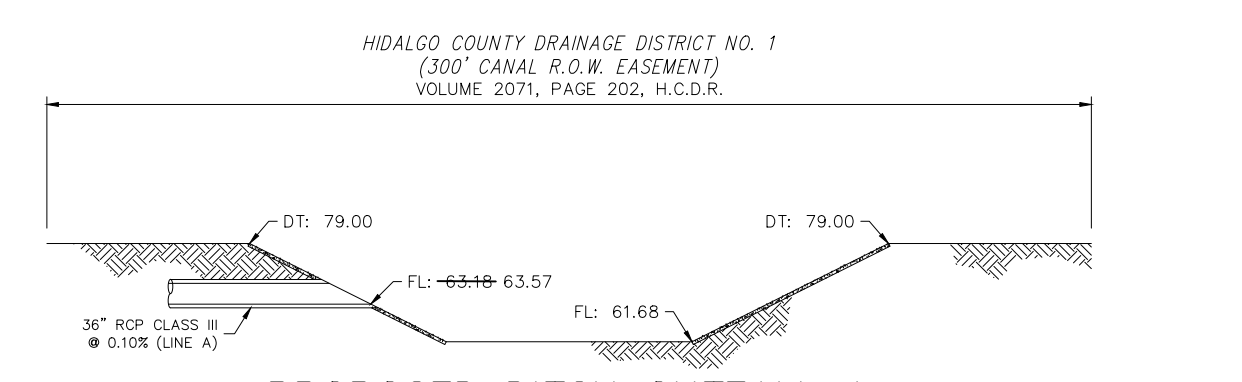 HIDALGO COUNTY DRAINAGE DISTRICT NO. 1
(300' CANAL R.O.W. EASEMENT)
VOLUME 2071, PAGE 202, H.C.D.R.
DT: 79.00
DT: 79.00
FL: 63.18 63.57
FL: 61.68
36" RCP CLASS III
@ 0.10% (LINE A)